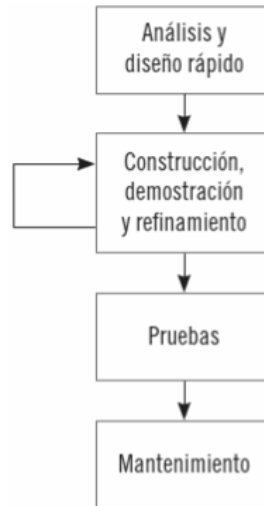 Análisis y
diseño rápido
Construcción,
demostración
y refinamiento
Pruebas
Mantenimiento